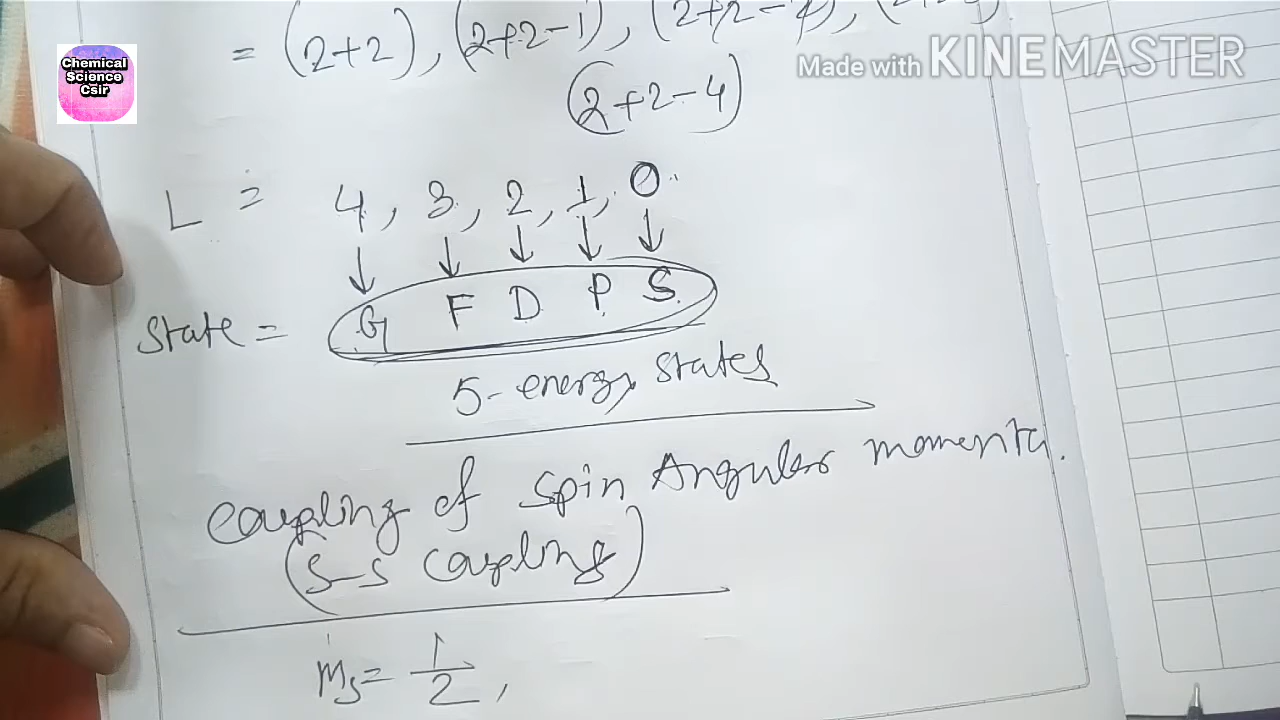 = (2+2), (2+2-1), (2+2-
(2+2-4)
Chemical
Science
Csir
Made with KINEMASTER
L = 4, 3, 2, 1, 0
State = G F D P S
5-energy states
coupling of spin Angular momenta.
(S-S coupling)
ms = 1/2,